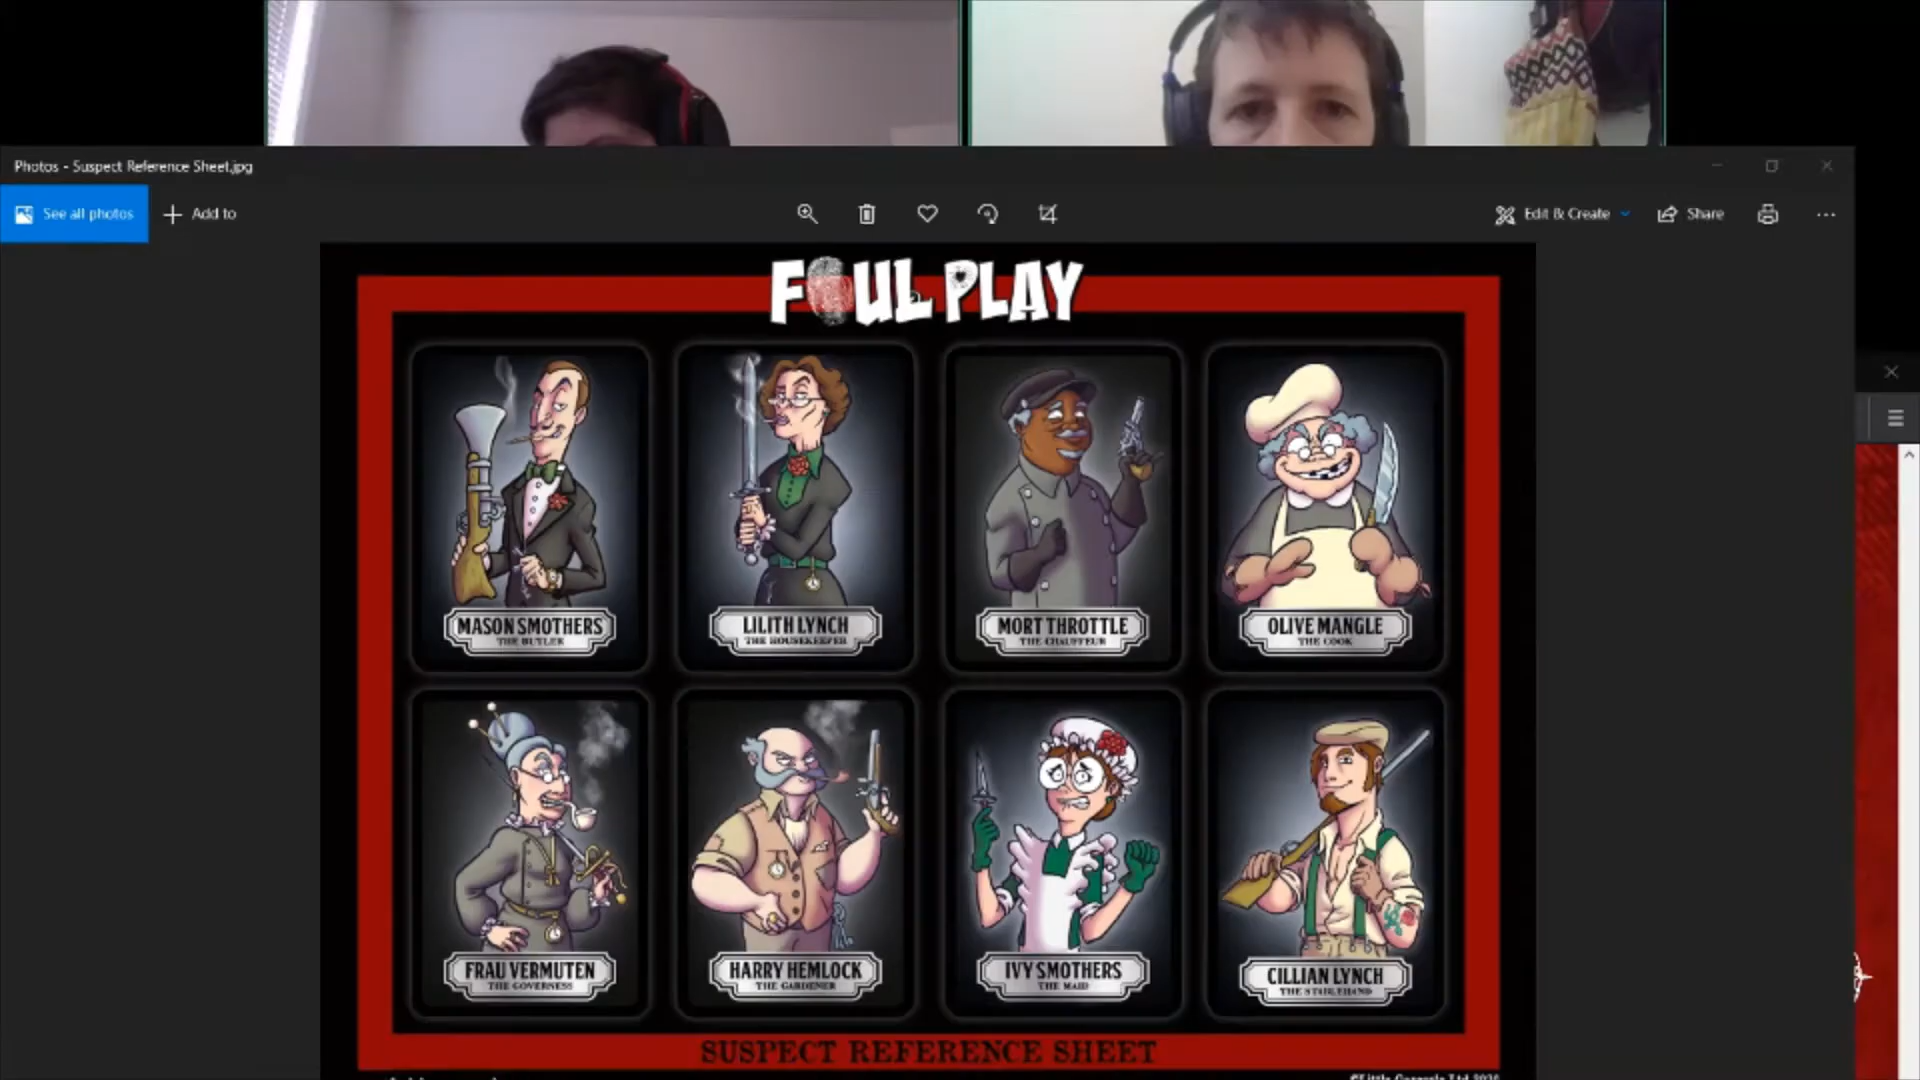 Photos - Suspect Reference Sheet.jpg
See all photos
Add to
Edit & Create
Share
FOUL PLAY
MASON SMOTHERS
THE BUTLER
LILITH LYNCH
THE HOUSEKEEPER
MORT THROTTLE
THE CHAUFFEUR
OLIVE MANGLE
THE COOK
FRAU VERMUTEN
THE GOVERNESS
HARRY HEMLOCK
THE GARDENER
IVY SMOTHERS
THE MAID
CILLIAN LYNCH
THE STABLEHAND
SUSPECT REFERENCE SHEET